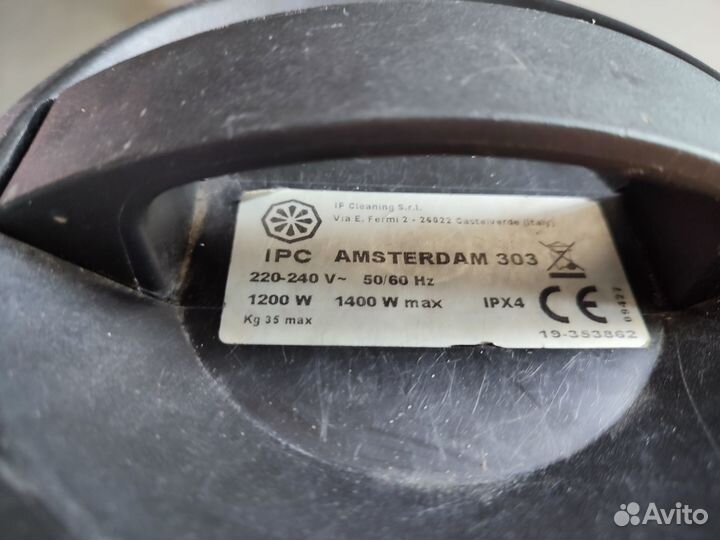 IP Cleaning S.r.l.
Via E. Fermi 2 - 26022 Castelverde (Italy)
IPC AMSTERDAM 303
220-240 V~ 50/60 Hz
1200 W 1400 W max IPX4 CE
Kg 35 max
09427
19-353862
Avito